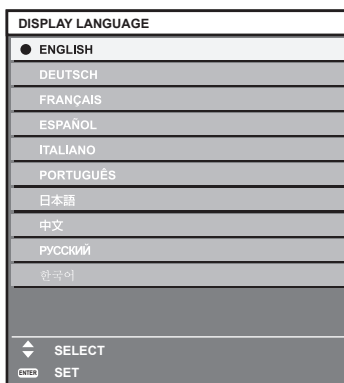 DISPLAY LANGUAGE
ENGLISH
DEUTSCH
FRANÇAIS
ESPAÑOL
ITALIANO
PORTUGUÊS
日本語
中文
РУССКИЙ
한국어
SELECT
ENTER SET